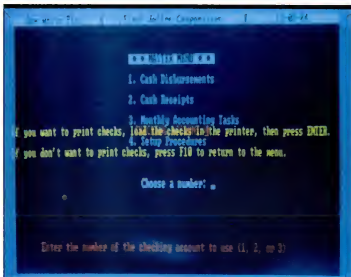 * * MASTER MENU * *
1. Cash Disbursements
2. Cash Receipts
3. Monthly Accounting Tasks
If you want to print checks, load the checks in the printer, then press ENTER.
4. Setup Procedures
If you don't want to print checks, press F10 to return to the menu.
Choose a number:
Enter the number of the checking account to use (1, 2, or 3)